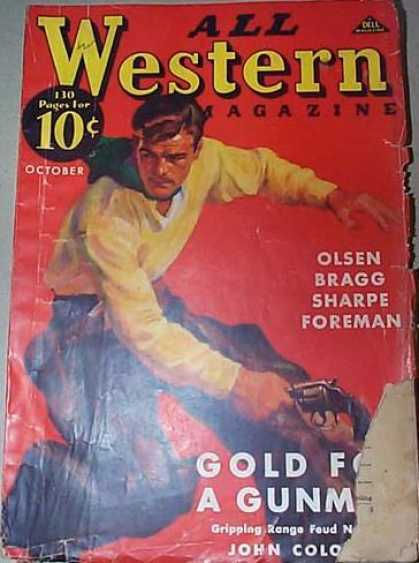 ALL
DELL
Western
MAGAZINE
130
Pages for
10¢
OCTOBER
OLSEN
BRAGG
SHARPE
FOREMAN
GOLD FO
A GUNM
Gripping Range Feud N
JOHN COLO